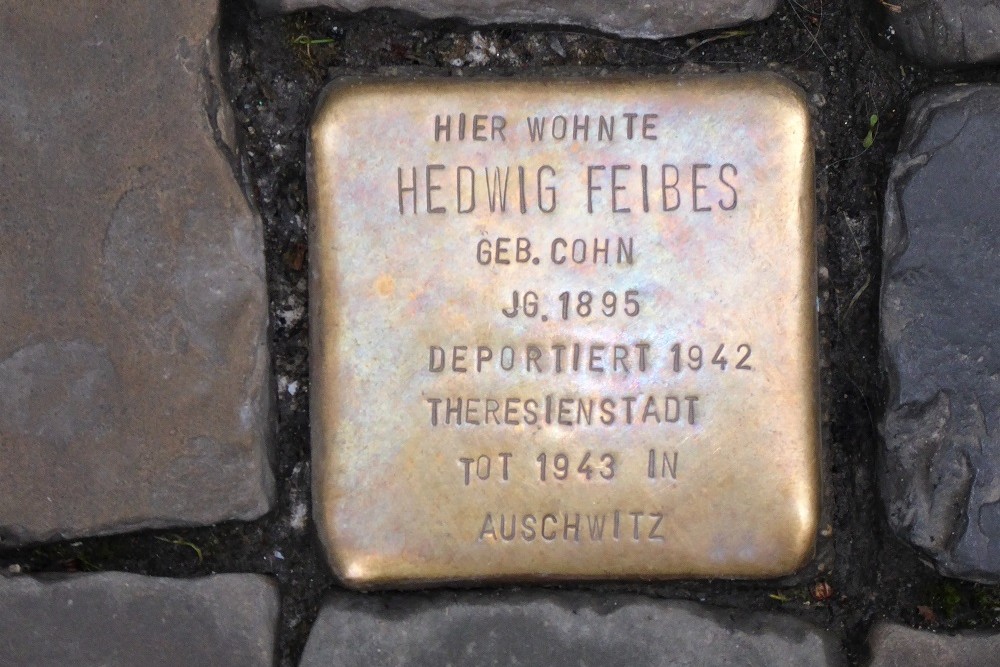 HIER WOHNTE
HEDWIG FEIBES
GEB. COHN
JG. 1895
DEPORTIERT 1942
THERESIENSTADT
TOT 1943 IN
AUSCHWITZ